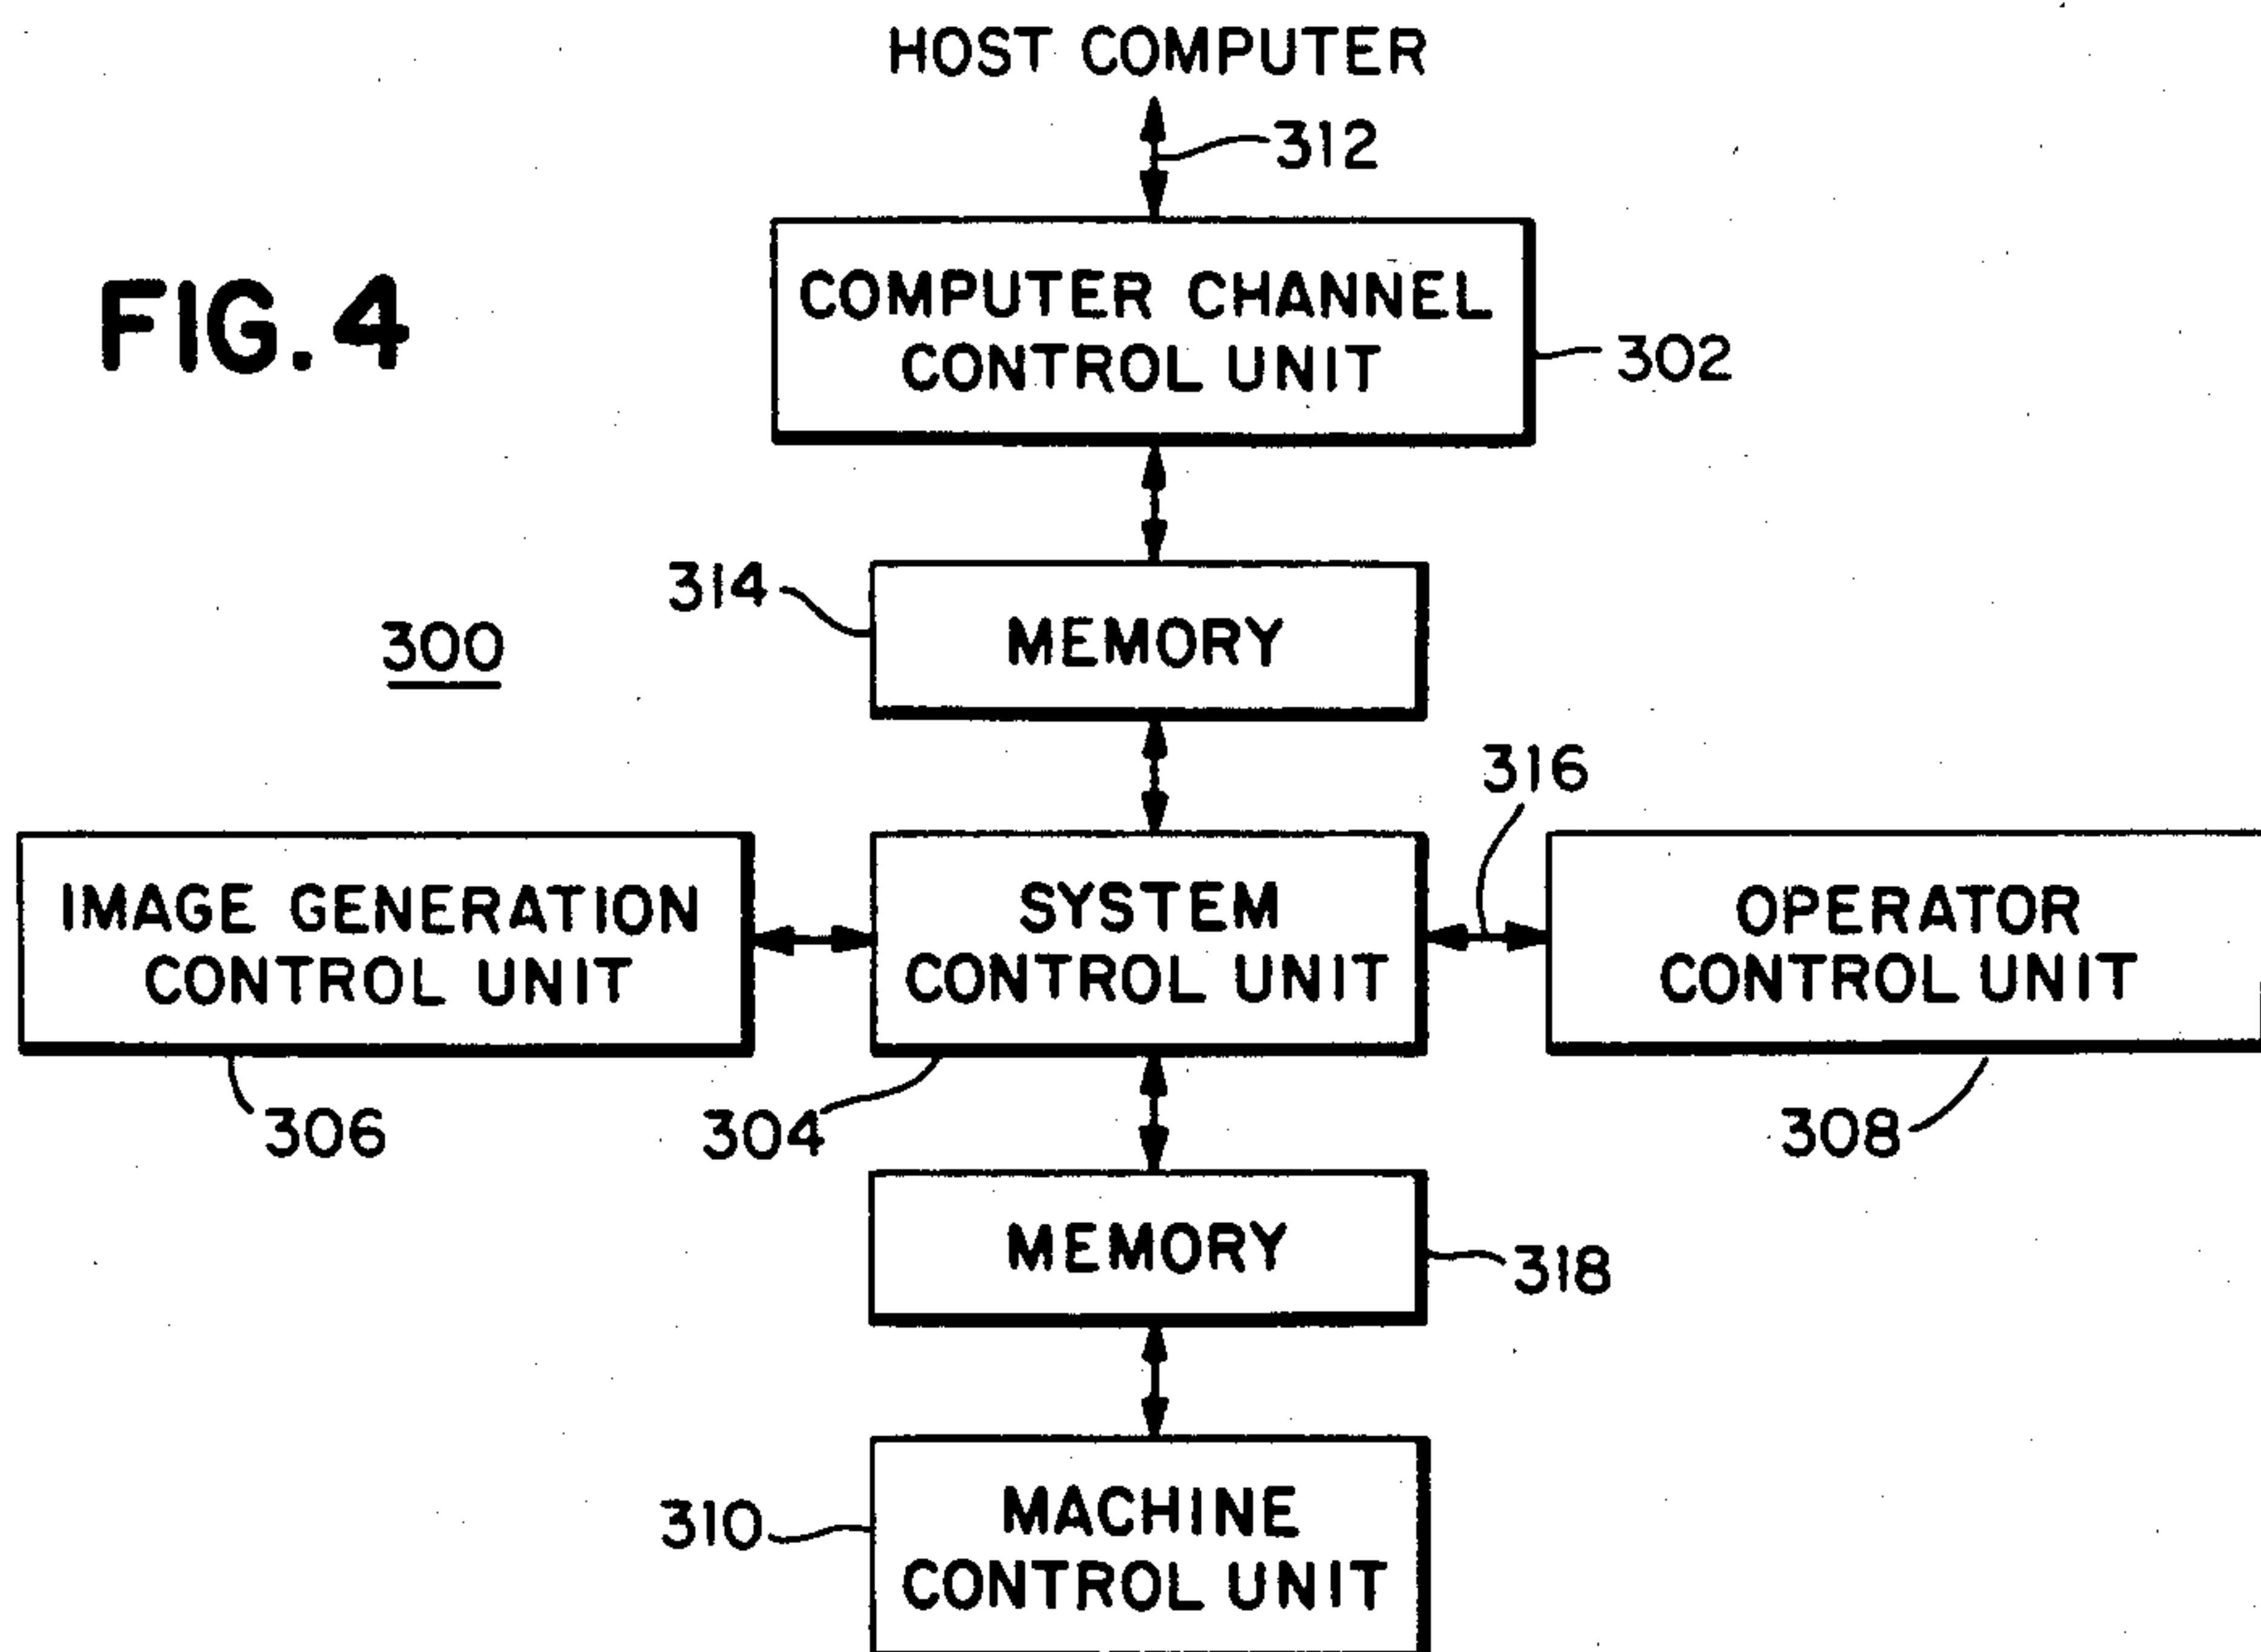 HOST COMPUTER
312
FIG. 4
COMPUTER CHANNEL
CONTROL UNIT
302
314
MEMORY
300
316
IMAGE GENERATION
CONTROL UNIT
SYSTEM
CONTROL UNIT
OPERATOR
CONTROL UNIT
306
304
308
MEMORY
318
310
MACHINE
CONTROL UNIT